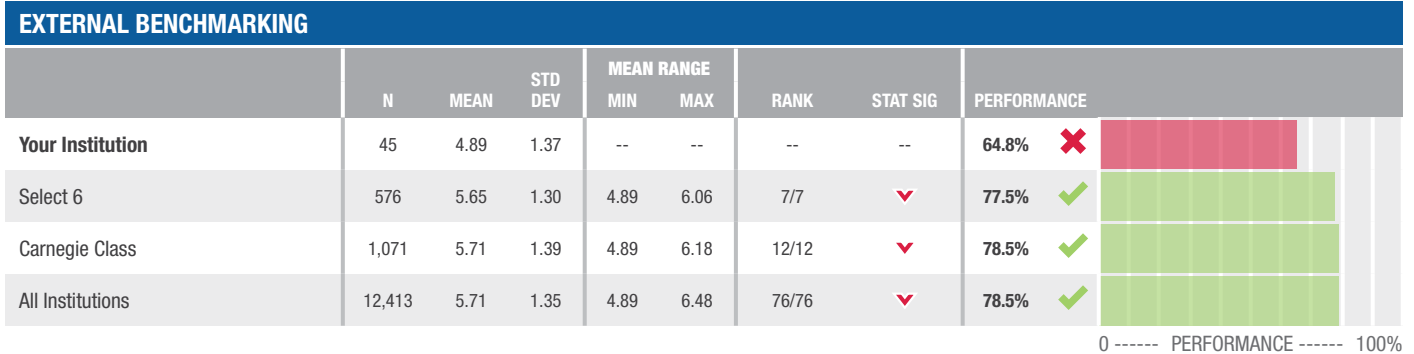 EXTERNAL BENCHMARKING
N MEAN STD DEV MEAN RANGE MIN MAX RANK STAT SIG PERFORMANCE
Your Institution 45 4.89 1.37 -- -- -- -- 64.8%
Select 6 576 5.65 1.30 4.89 6.06 7/7 77.5%
Carnegie Class 1,071 5.71 1.39 4.89 6.18 12/12 78.5%
All Institutions 12,413 5.71 1.35 4.89 6.48 76/76 78.5%
0 ------ PERFORMANCE ------ 100%